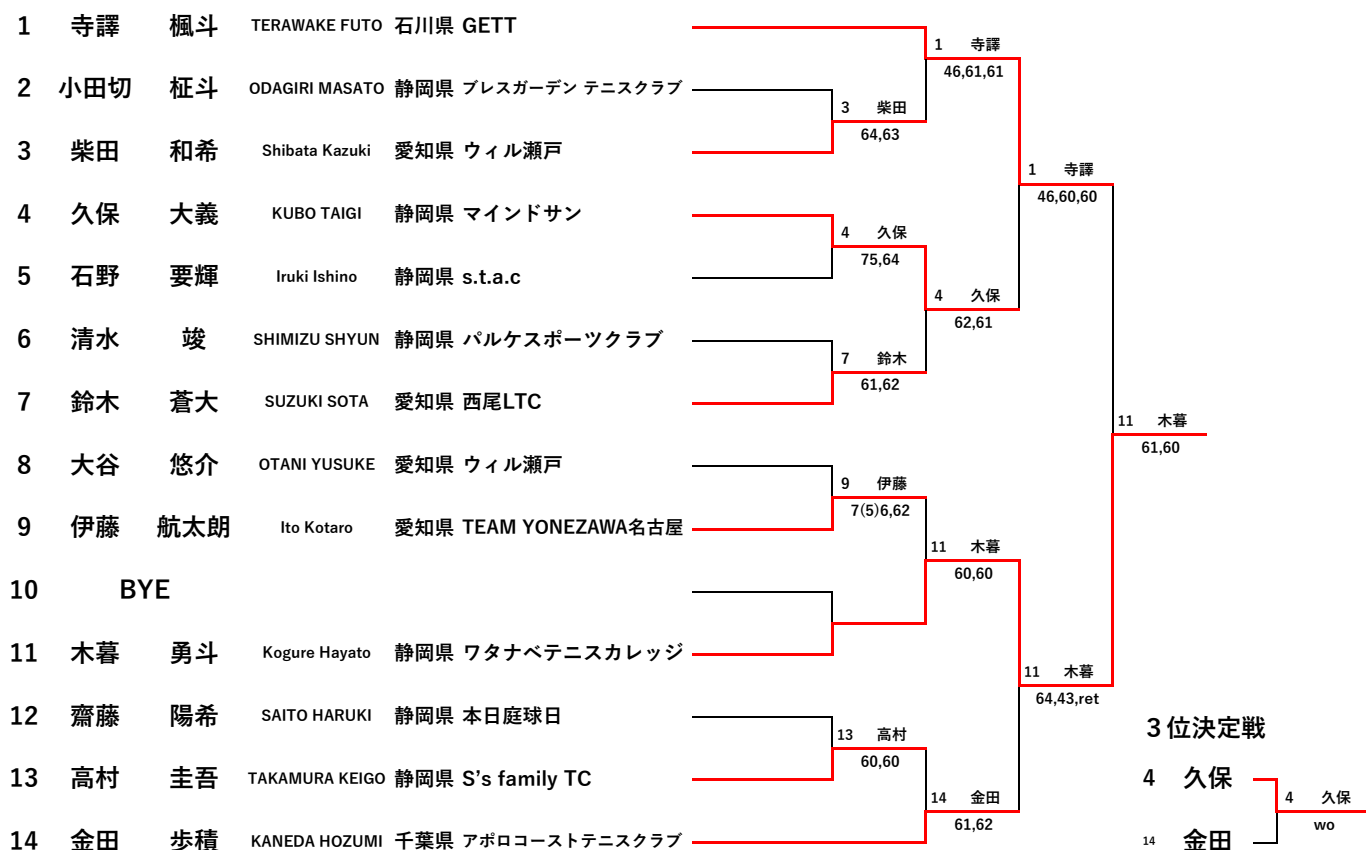 1 寺譯 楓斗 TERAWAKE FUTO 石川県 GETT
1 寺譯
46,61,61
2 小田切 柾斗 ODAGIRI MASATO 静岡県 ブレスガーデン テニスクラブ
3 柴田
64,63
3 柴田 和希 Shibata Kazuki 愛知県 ウィル瀬戸
1 寺譯
46,60,60
4 久保 大義 KUBO TAIGI 静岡県 マインドサン
4 久保
75,64
5 石野 要輝 Iruki Ishino 静岡県 s.t.a.c
4 久保
62,61
6 清水 竣 SHIMIZU SHYUN 静岡県 パルケスポーツクラブ
7 鈴木
61,62
7 鈴木 蒼大 SUZUKI SOTA 愛知県 西尾LTC
11 木暮
61,60
8 大谷 悠介 OTANI YUSUKE 愛知県 ウィル瀬戸
9 伊藤
7(5)6,62
9 伊藤 航太朗 Ito Kotaro 愛知県 TEAM YONEZAWA名古屋
11 木暮
60,60
10 BYE
11 木暮 勇斗 Kogure Hayato 静岡県 ワタナベテニスカレッジ
11 木暮
64,43,ret
12 齋藤 陽希 SAITO HARUKI 静岡県 本日庭球日
13 高村
60,60
13 高村 圭吾 TAKAMURA KEIGO 静岡県 S's family TC
14 金田
61,62
14 金田 歩積 KANEDA HOZUMI 千葉県 アポロコーストテニスクラブ
３位決定戦
4 久保
4 久保
wo
14 金田